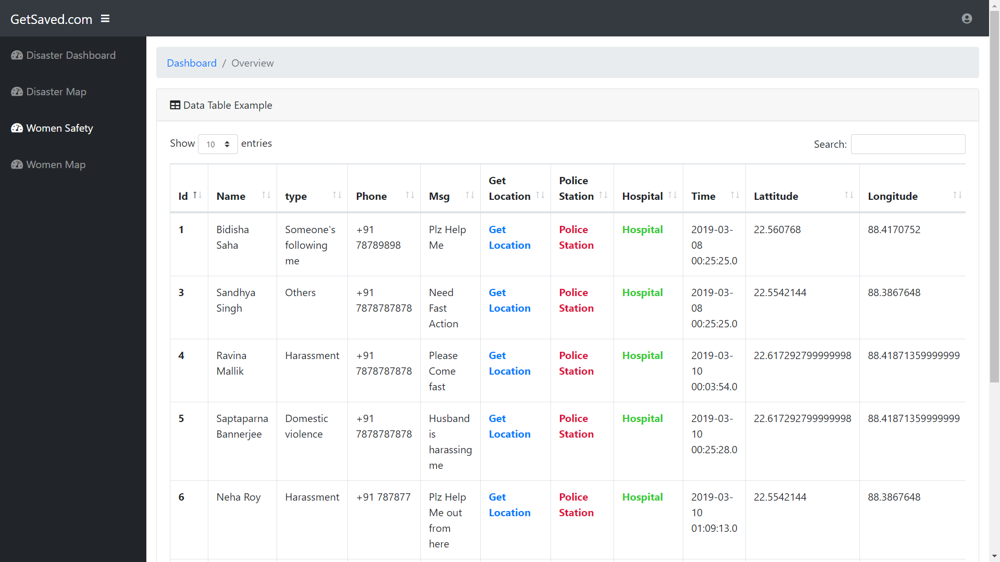 GetSaved.com
Disaster Dashboard
Disaster Map
Women Safety
Women Map
Dashboard / Overview
Data Table Example
Show 10 entries
Search:
Id Name type Phone Msg Get Location Police Station Hospital Time Lattitude Longitude
1 Bidisha Saha Someone's following me +91 78789898 Plz Help Me Get Location Police Station Hospital 2019-03-08 00:25:25.0 22.560768 88.4170752
3 Sandhya Singh Others +91 7878787878 Need Fast Action Get Location Police Station Hospital 2019-03-08 00:25:25.0 22.5542144 88.3867648
4 Ravina Mallik Harassment +91 7878787878 Please Come fast Get Location Police Station Hospital 2019-03-10 00:03:54.0 22.617292799999998 88.41871359999999
5 Saptaparna Bannerjee Domestic violence +91 7878787878 Husband is harassing me Get Location Police Station Hospital 2019-03-10 00:25:28.0 22.617292799999998 88.41871359999999
6 Neha Roy Harassment +91 787877 Plz Help Me out from here Get Location Police Station Hospital 2019-03-10 01:09:13.0 22.5542144 88.3867648